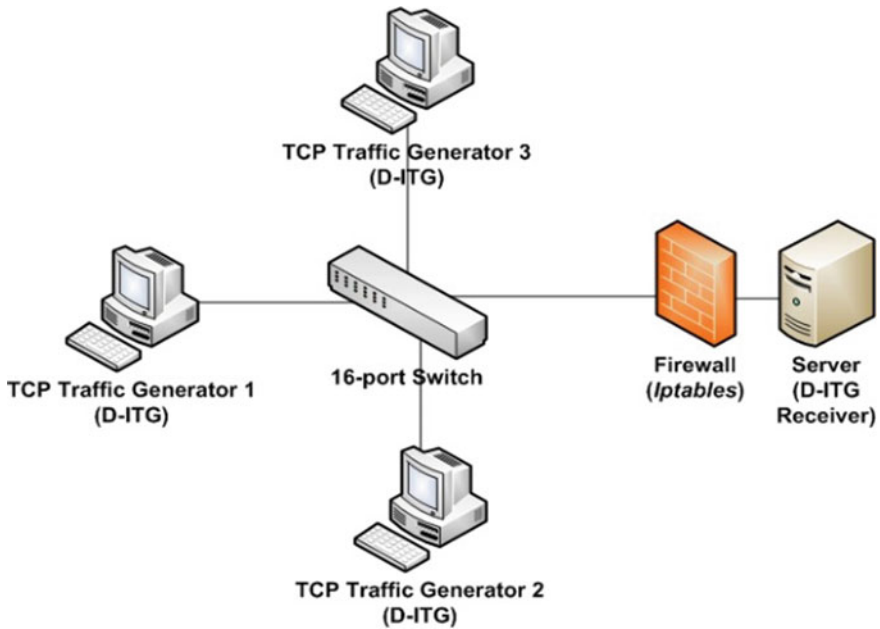 TCP Traffic Generator 3
(D-ITG)
TCP Traffic Generator 1
(D-ITG)
16-port Switch
Firewall
(Iptables)
Server
(D-ITG
Receiver)
TCP Traffic Generator 2
(D-ITG)